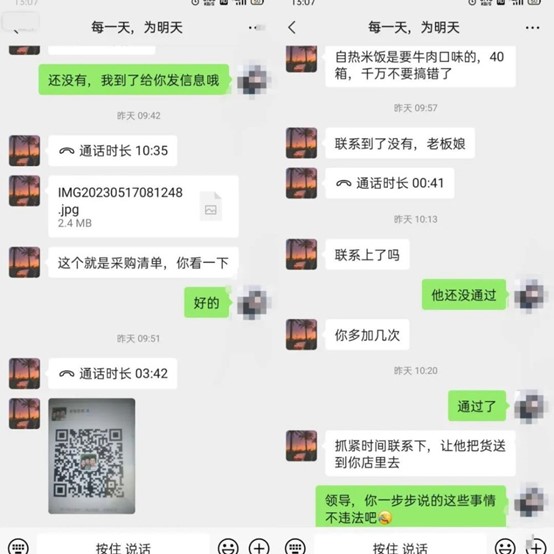 15:07
每一天，为明天
还没有，我到了给你发信息哦
昨天 09:42
通话时长 10:35
IMG20230517081248
.jpg
2.4 MB
这个就是采购清单，你看一下
好的
昨天 09:51
通话时长 03:42
按住 说话
15:07
每一天，为明天
自热米饭是要牛肉口味的，40
箱，千万不要搞错了
昨天 09:57
联系到了没有，老板娘
通话时长 00:41
昨天 10:13
联系上了吗
他还没通过
你多加几次
昨天 10:20
通过了
抓紧时间联系下，让他把货送
到你店里去
领导，你一步步说的这些事情
不违法吧
按住 说话